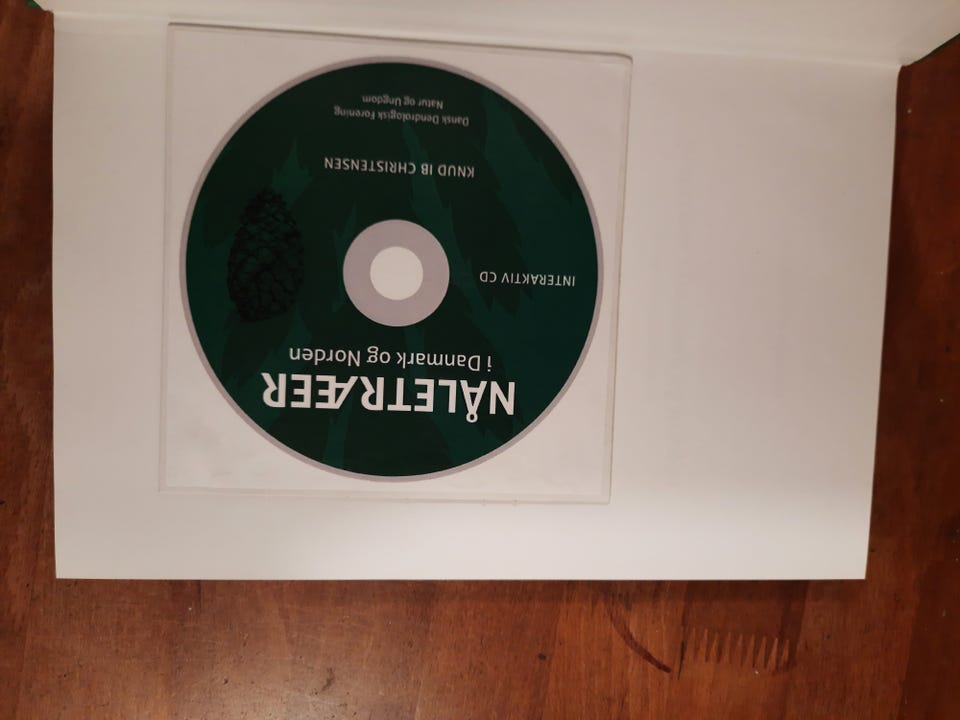 NÅLETRÆER
i Danmark og Norden
INTERAKTIV CD
KNUD IB CHRISTENSEN
Dansk Dendrologisk Forening
Natur og Ungdom